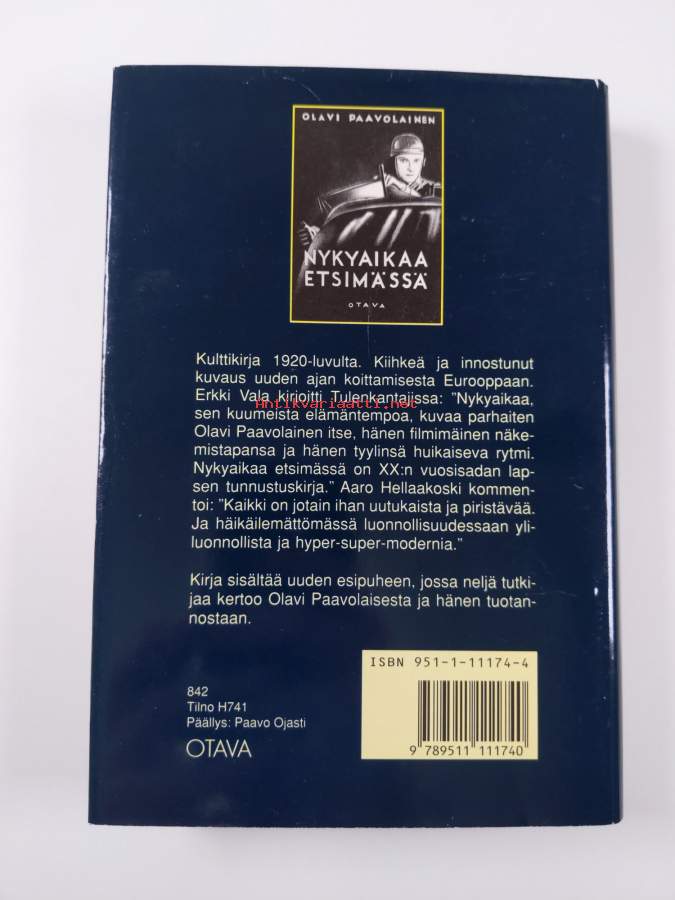 OLAVI PAAVOLAINEN
NYKYAIKAA
ETSIMÄSSÄ
OTAVA
Kulttikirja 1920-luvulta. Kiihkeä ja innostunut
kuvaus uuden ajan koittamisesta Eurooppaan.
Erkki Vala kirjoitti Tulenkantajissa: "Nykyaikaa,
Antikvariaatti.net
sen kuumeista elämäntempoa, kuvaa parhaiten
Olavi Paavolainen itse, hänen filmimäinen näke-
mistapansa ja hänen tyylinsä huikaiseva rytmi.
Nykyaikaa etsimässä on XX:n vuosisadan lap-
sen tunnustuskirja." Aaro Hellaakoski kommen-
toi: "Kaikki on jotain ihan uutukaista ja piristävää.
Ja häikäilemättömässä luonnollisuudessaan yli-
luonnollista ja hyper-super-modernia."
Kirja sisältää uuden esipuheen, jossa neljä tutki-
jaa kertoo Olavi Paavolaisesta ja hänen tuotan-
nostaan.
ISBN 951-1-11174-4
9 789511 111740
842
Tilno H741
Päällys: Paavo Ojasti
OTAVA